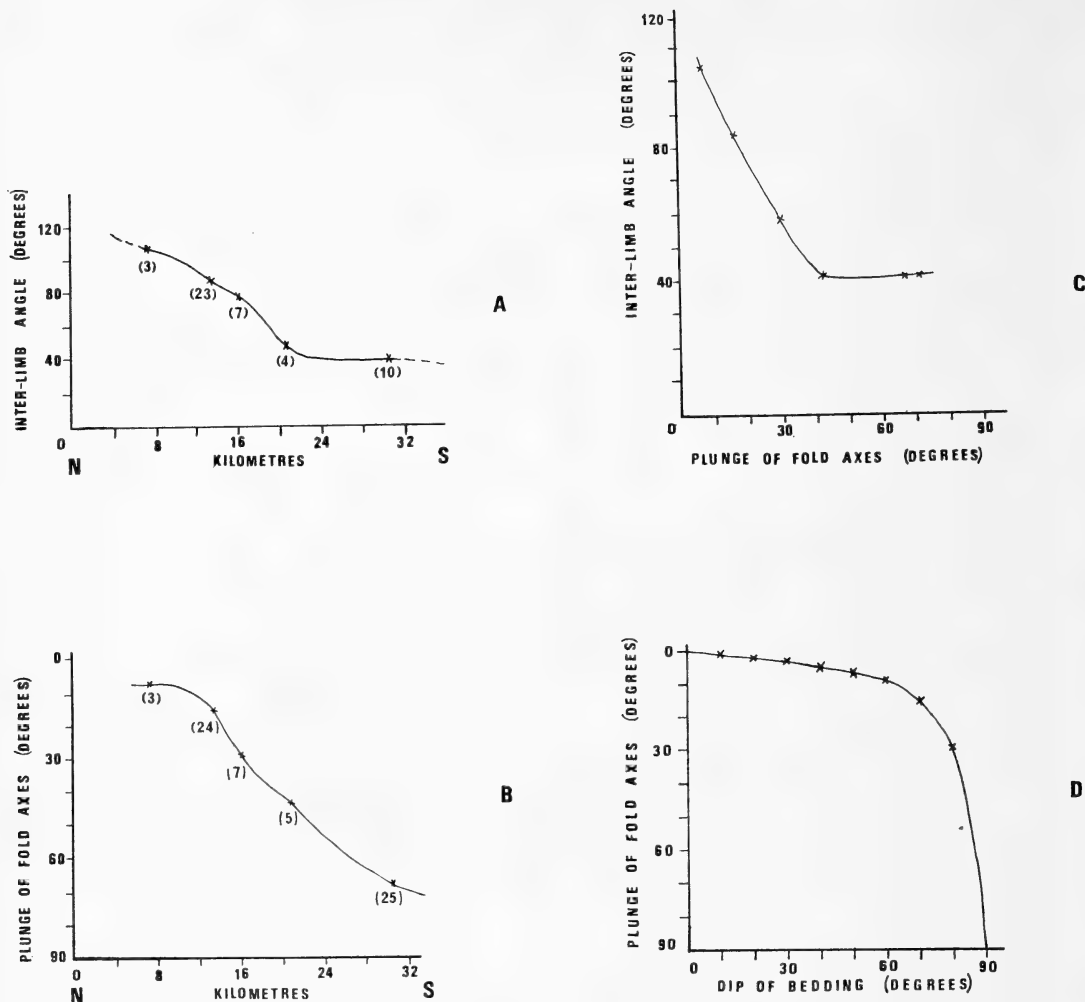 INTER-LIMB ANGLE (DEGREES)
120
80
40
0
(3)
(23)
(7)
(4)
(10)
8
16
24
32
N
KILOMETRES
S
A
INTER-LIMB ANGLE (DEGREES)
120
80
40
0
30
60
90
PLUNGE OF FOLD AXES (DEGREES)
C
PLUNGE OF FOLD AXES (DEGREES)
0
30
60
90
(3)
(24)
(7)
(5)
(25)
0
8
16
24
32
N
KILOMETRES
S
B
PLUNGE OF FOLD AXES (DEGREES)
0
30
60
90
0
30
60
90
DIP OF BEDDING (DEGREES)
D